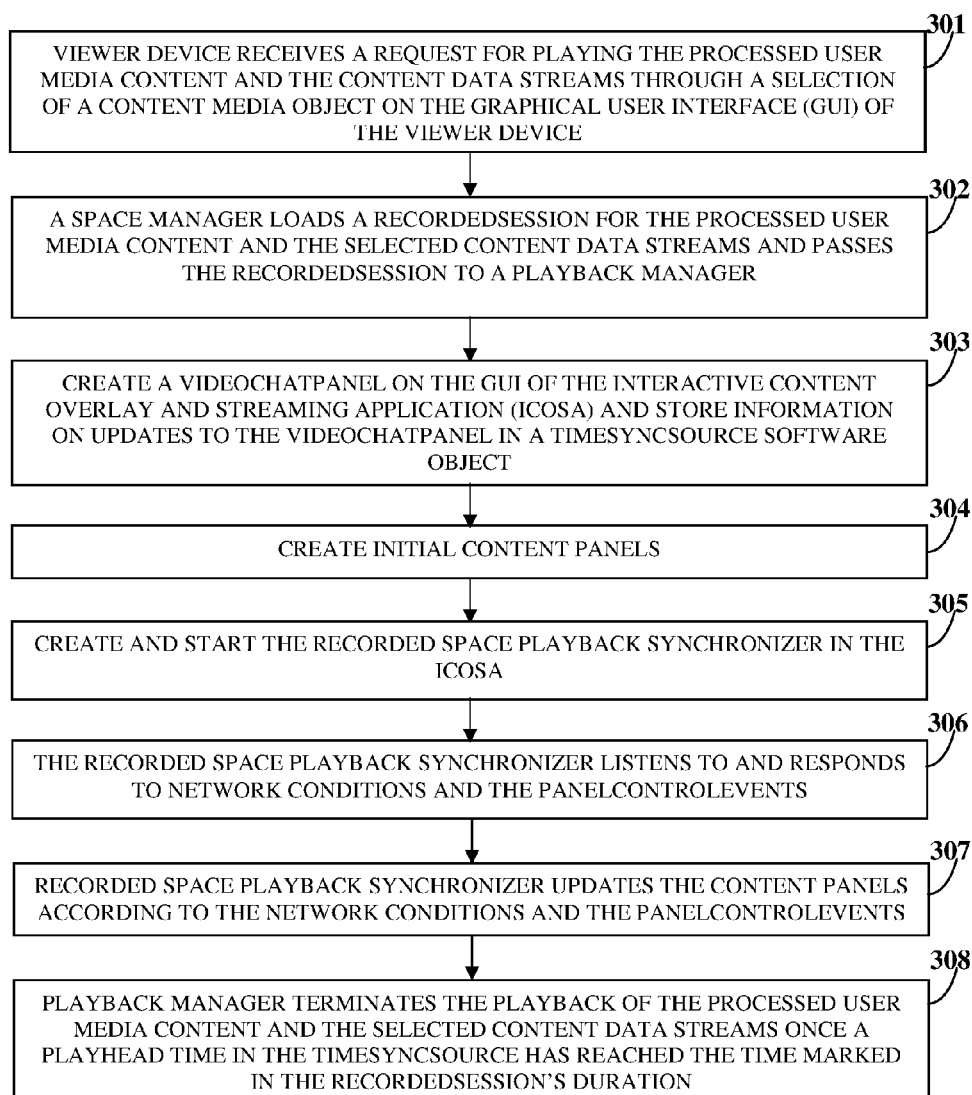 301
VIEWER DEVICE RECEIVES A REQUEST FOR PLAYING THE PROCESSED USER
MEDIA CONTENT AND THE CONTENT DATA STREAMS THROUGH A SELECTION
OF A CONTENT MEDIA OBJECT ON THE GRAPHICAL USER INTERFACE (GUI) OF
THE VIEWER DEVICE
302
A SPACE MANAGER LOADS A RECORDEDSESSION FOR THE PROCESSED USER
MEDIA CONTENT AND THE SELECTED CONTENT DATA STREAMS AND PASSES
THE RECORDEDSESSION TO A PLAYBACK MANAGER
303
CREATE A VIDEOCHATPANEL ON THE GUI OF THE INTERACTIVE CONTENT
OVERLAY AND STREAMING APPLICATION (ICOSA) AND STORE INFORMATION
ON UPDATES TO THE VIDEOCHATPANEL IN A TIMESYNCSOURCE SOFTWARE
OBJECT
304
CREATE INITIAL CONTENT PANELS
305
CREATE AND START THE RECORDED SPACE PLAYBACK SYNCHRONIZER IN THE
ICOSA
306
THE RECORDED SPACE PLAYBACK SYNCHRONIZER LISTENS TO AND RESPONDS
TO NETWORK CONDITIONS AND THE PANELCONTROLEVENTS
307
RECORDED SPACE PLAYBACK SYNCHRONIZER UPDATES THE CONTENT PANELS
ACCORDING TO THE NETWORK CONDITIONS AND THE PANELCONTROLEVENTS
308
PLAYBACK MANAGER TERMINATES THE PLAYBACK OF THE PROCESSED USER
MEDIA CONTENT AND THE SELECTED CONTENT DATA STREAMS ONCE A
PLAYHEAD TIME IN THE TIMESYNCSOURCE HAS REACHED THE TIME MARKED
IN THE RECORDEDSESSION'S DURATION